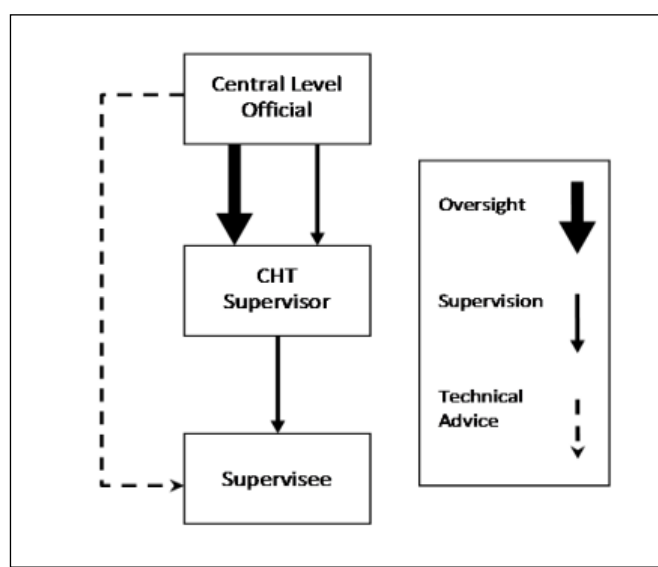 Central Level
Official
CHT
Supervisor
Supervisee
Oversight
Supervision
Technical
Advice